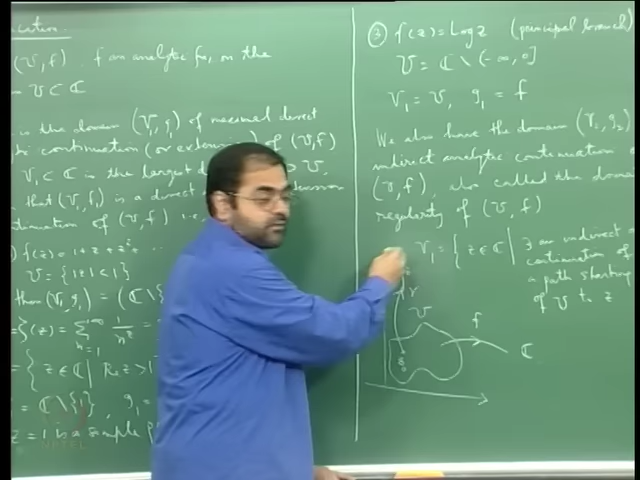 (V, f) f an analytic fn, on the
V ⊂ ℂ
is the domain (V₁, g₁) of maximal direct
continuation (or extension) of (V, f)
V₁ ⊂ ℂ is the largest
that (V₁, f₁) is a direct
continuation of (V, f) i.e,
f(z) = 1 + z + z² ...
V = {|z| < 1}
then (V₁, g₁) = (ℂ \ {
ζ(z) = Σ n=1 ∞ 1/n^z
= { z ∈ ℂ | Re z > 1
= ℂ \ {1} , g₁ =
z = 1 is a simple p
③ f(z) = Log z (principal branch)
V = ℂ \ (-∞, 0]
V₁ = V, g₁ = f
We also have the domain (V₂, g₂)
indirect analytic continuation
(V, f), also called the domain
regularity of (V, f)
V₁ = { z ∈ ℂ | ∃ an indirect
continuation of
a path starting
of V to z
γ
V
f
ℂ